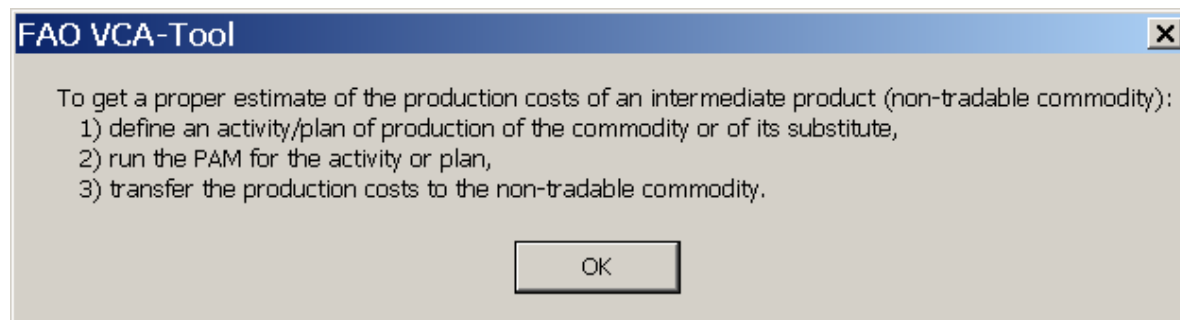 FAO VCA-Tool
To get a proper estimate of the production costs of an intermediate product (non-tradable commodity):
1) define an activity/plan of production of the commodity or of its substitute,
2) run the PAM for the activity or plan,
3) transfer the production costs to the non-tradable commodity.
OK